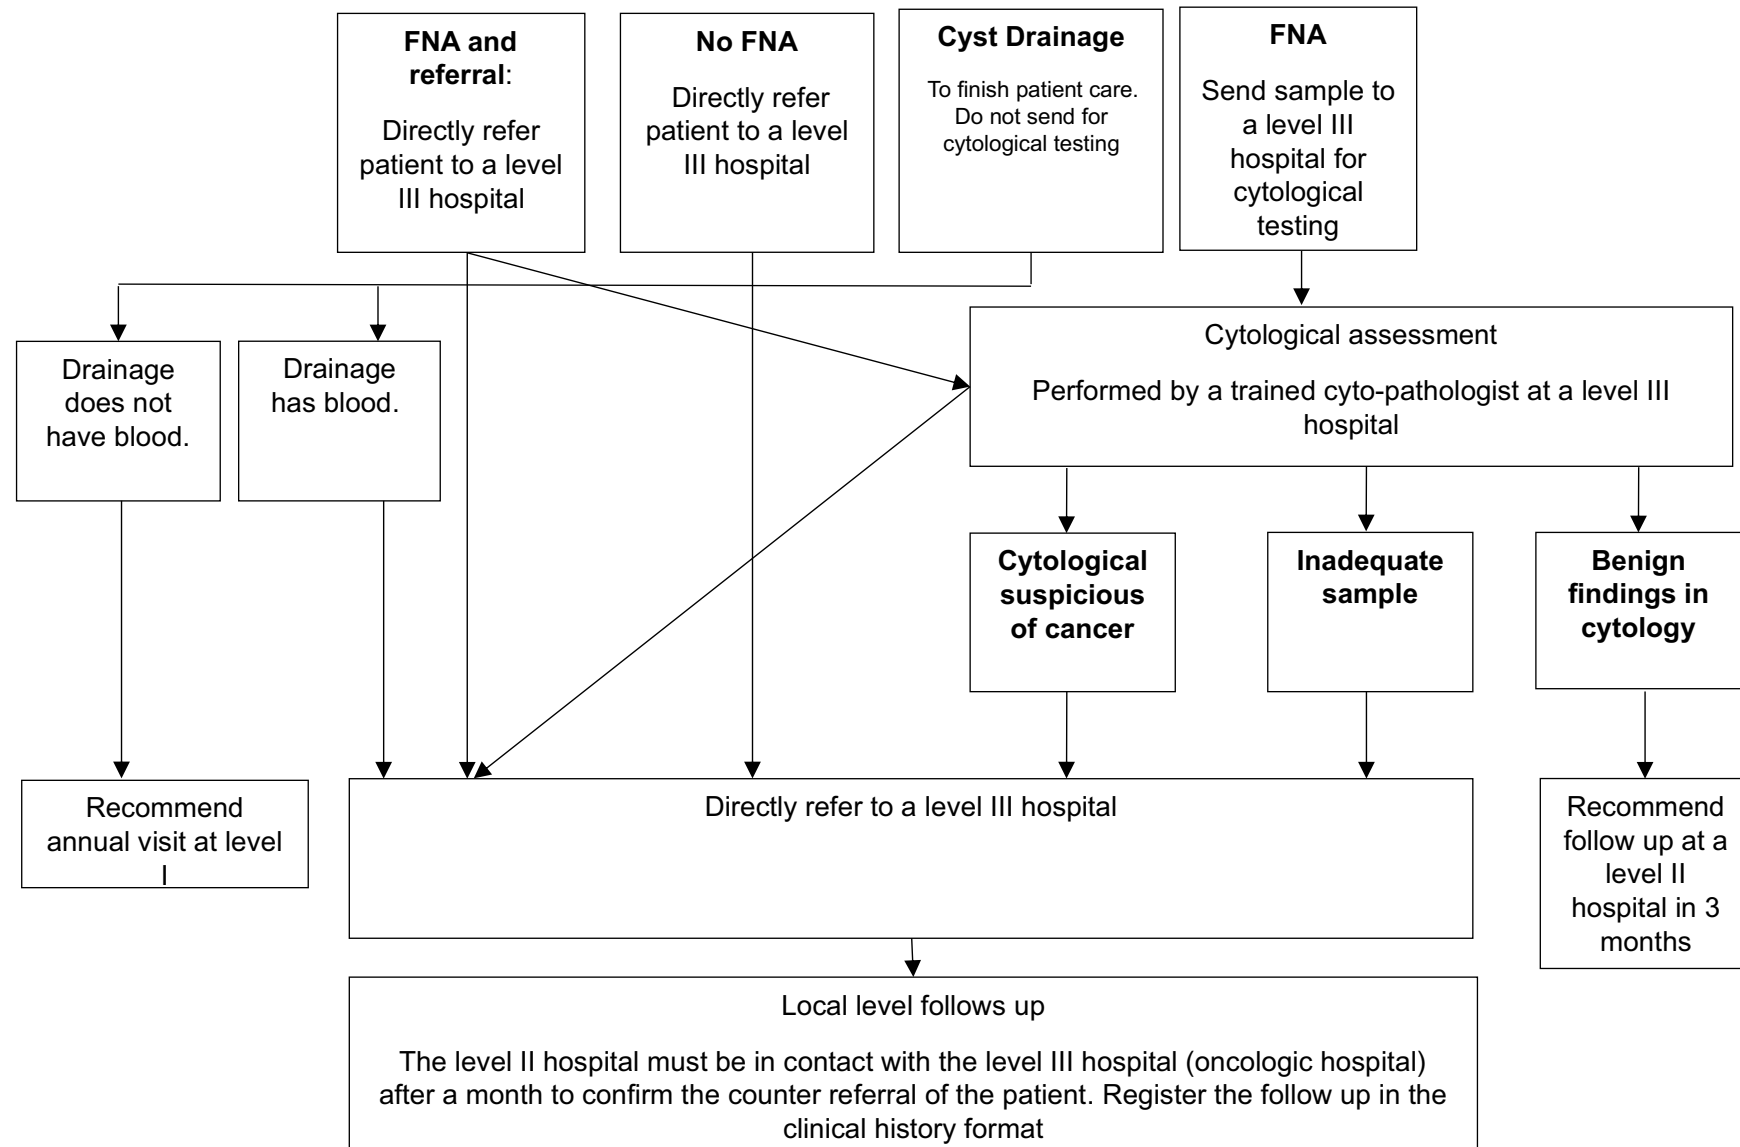 FNA and
referral:
Directly refer
patient to a level
III hospital
No FNA
Directly refer
patient to a level
III hospital
Cyst Drainage
To finish patient care.
Do not send for
cytological testing
FNA
Send sample to
a level III
hospital for
cytological
testing
Drainage
does not
have blood.
Drainage
has blood.
Cytological assessment
Performed by a trained cyto-pathologist at a level III
hospital
Cytological
suspicious
of cancer
Inadequate
sample
Benign
findings in
cytology
Recommend
annual visit at level
I
Directly refer to a level III hospital
Recommend
follow up at a
level II
hospital in 3
months
Local level follows up
The level II hospital must be in contact with the level III hospital (oncologic hospital)
after a month to confirm the counter referral of the patient. Register the follow up in the
clinical history format